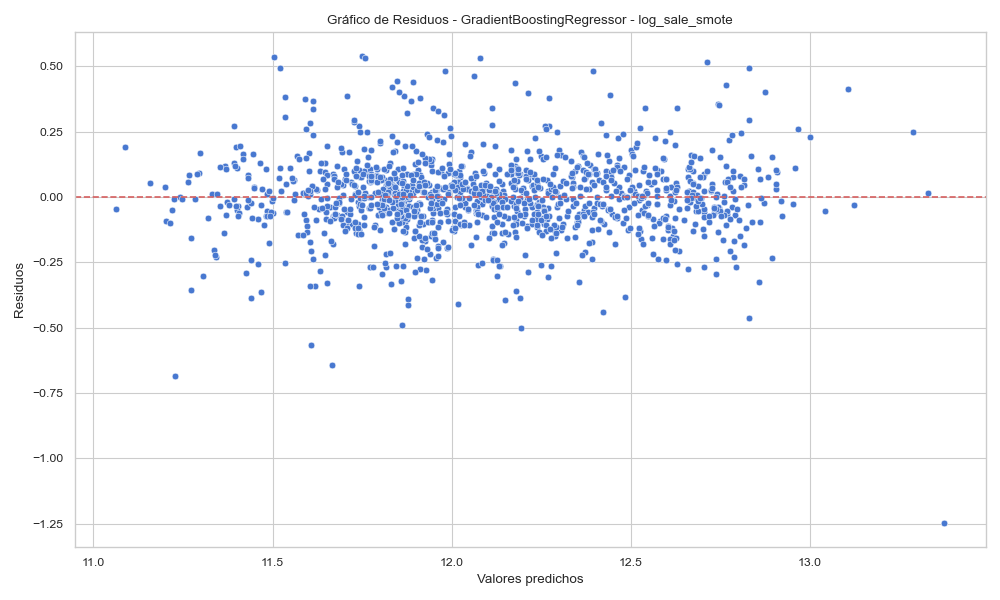 Gráfico de Residuos - GradientBoostingRegressor - log_sale_smote
Residuos
0.50
0.25
0.00
−0.25
−0.50
−0.75
−1.00
−1.25
11.0 11.5 12.0 12.5 13.0
Valores predichos